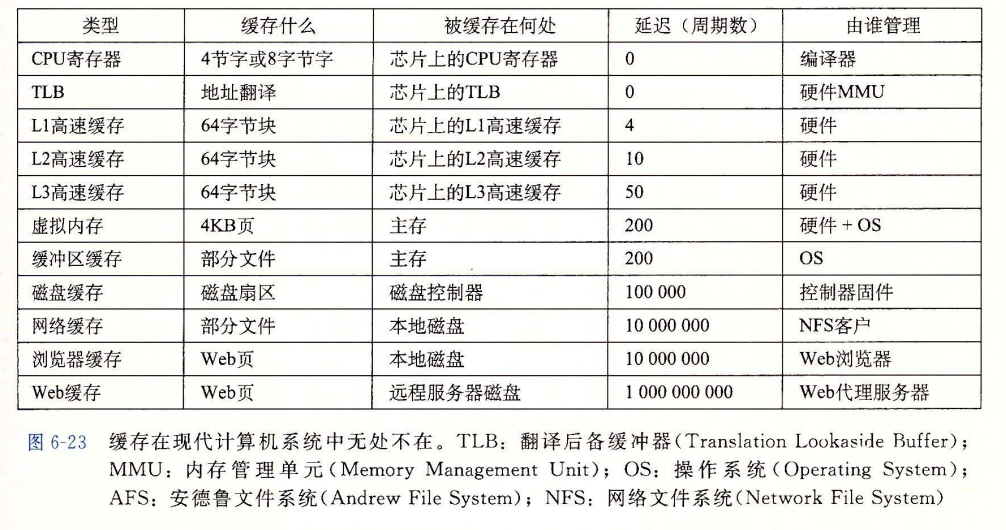 类型 缓存什么 被缓存在何处 延迟（周期数） 由谁管理
CPU寄存器 4节字或8字节字 芯片上的CPU寄存器 0 编译器
TLB 地址翻译 芯片上的TLB 0 硬件MMU
L1高速缓存 64字节块 芯片上的L1高速缓存 4 硬件
L2高速缓存 64字节块 芯片上的L2高速缓存 10 硬件
L3高速缓存 64字节块 芯片上的L3高速缓存 50 硬件
虚拟内存 4KB页 主存 200 硬件 + OS
缓冲区缓存 部分文件 主存 200 OS
磁盘缓存 磁盘扇区 磁盘控制器 100 000 控制器固件
网络缓存 部分文件 本地磁盘 10 000 000 NFS客户
浏览器缓存 Web页 本地磁盘 10 000 000 Web浏览器
Web缓存 Web页 远程服务器磁盘 1 000 000 000 Web代理服务器
图 6-23 缓存在现代计算机系统中无处不在。TLB：翻译后备缓冲器(Translation Lookaside Buffer)；
MMU：内存管理单元(Memory Management Unit)；OS：操作系统(Operating System)；
AFS：安德鲁文件系统(Andrew File System)；NFS：网络文件系统(Network File System)